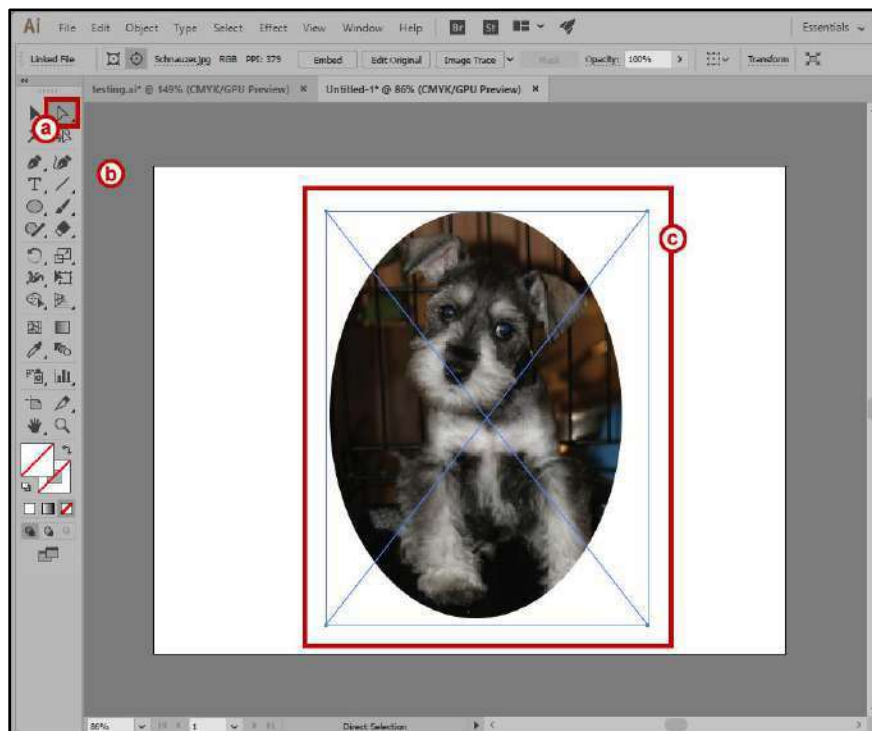 Ai File Edit Object Type Select Effect View Window Help Br St Essentials
Linked File Schnauzer.jpg RGB PPI: 379 Embed Edit Original Image Trace Mask Opacity: 100% Transform
testing.ai* @ 149% (CMYK/GPU Preview) × Untitled-1* @ 86% (CMYK/GPU Preview) ×
a
b
c
T
86% 1 Direct Selection